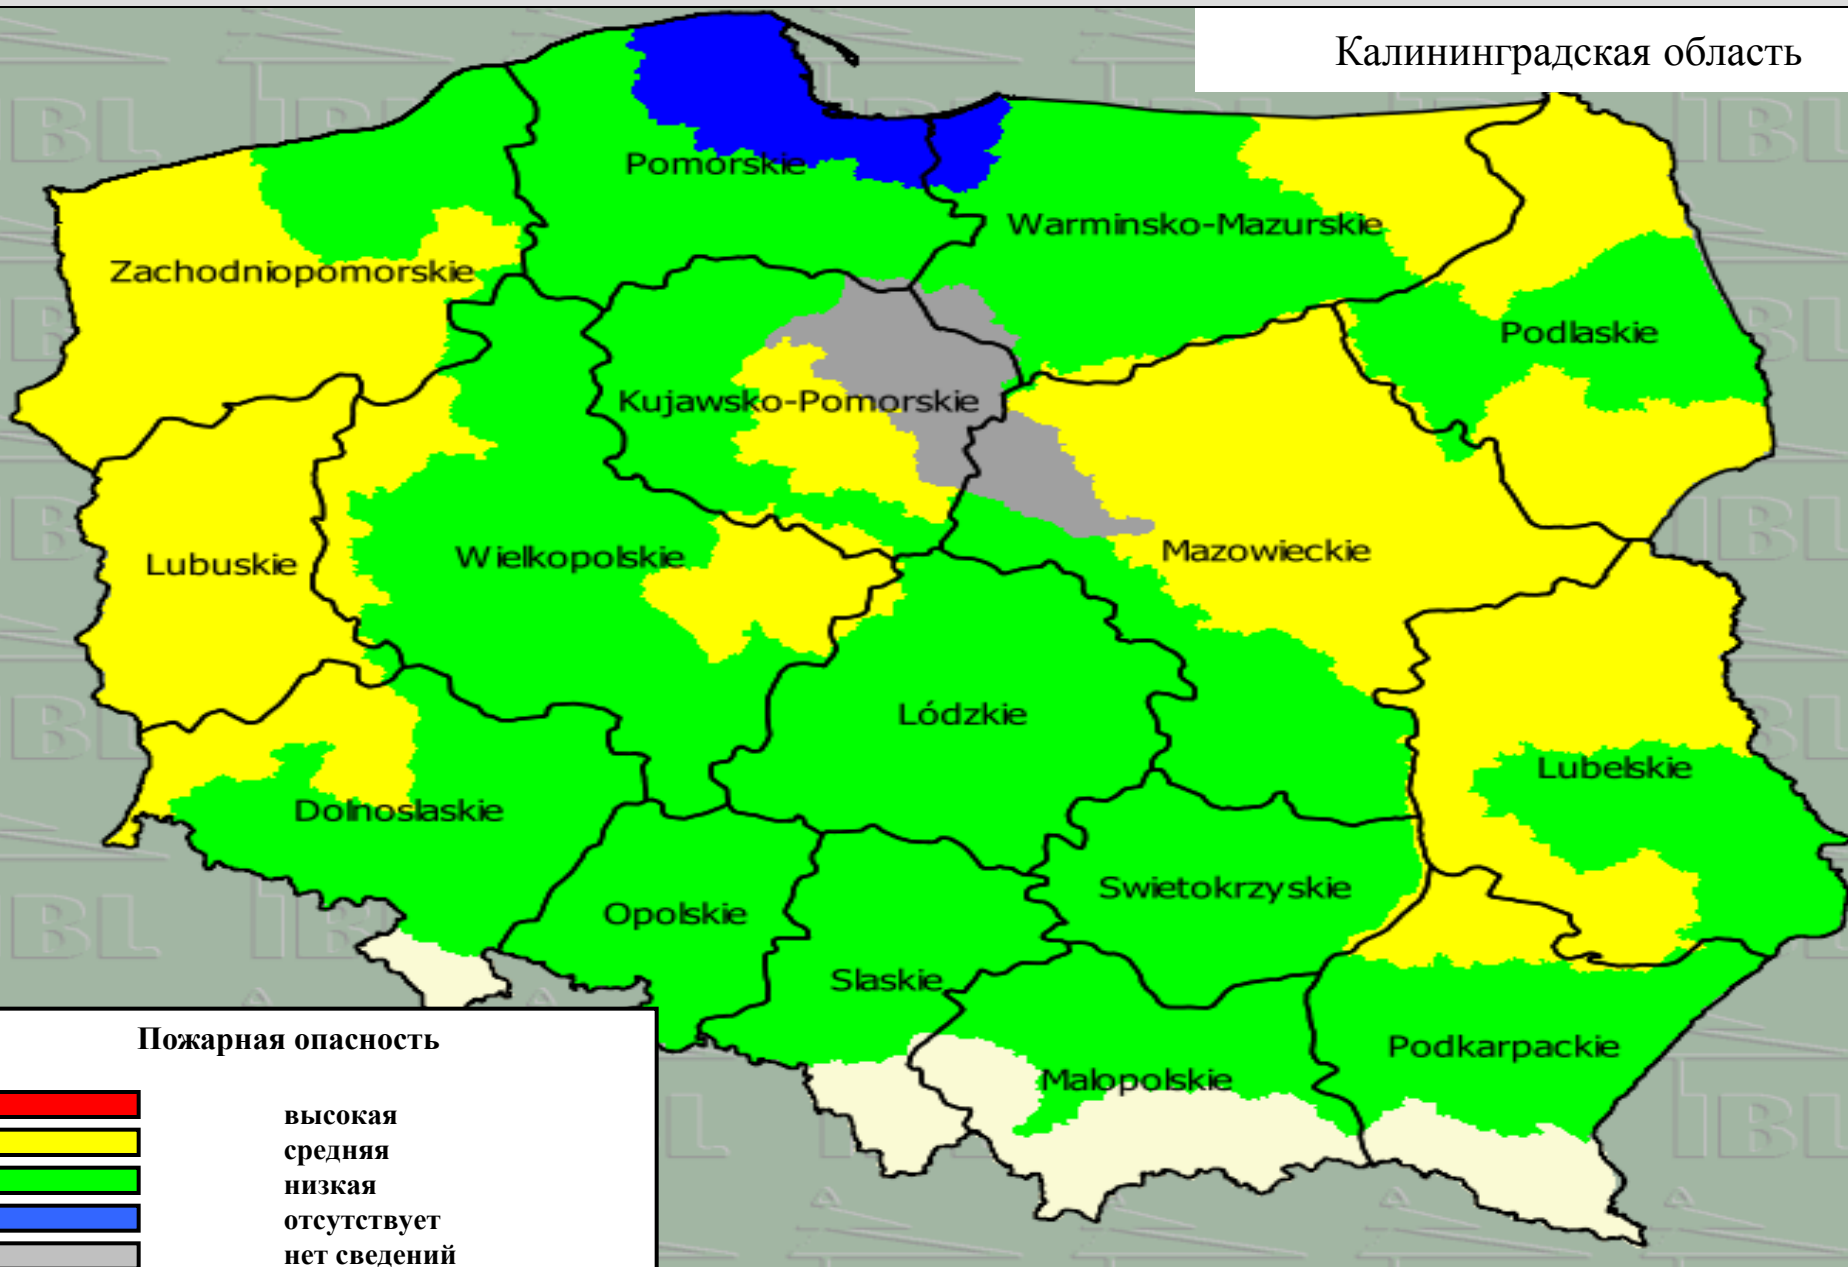 Калининградская область
Pomorskie
Warminsko-Mazurskie
Zachodniopomorskie
Podlaskie
Kujawsko-Pomorskie
Mazowieckie
Wielkopolskie
Lubuskie
Lódzkie
Lubelskie
Dolnoslaskie
Swietokrzyskie
Opolskie
Slaskie
Podkarpackie
Malopolskie
Пожарная опасность
высокая
средняя
низкая
отсутствует
нет сведений
IBL